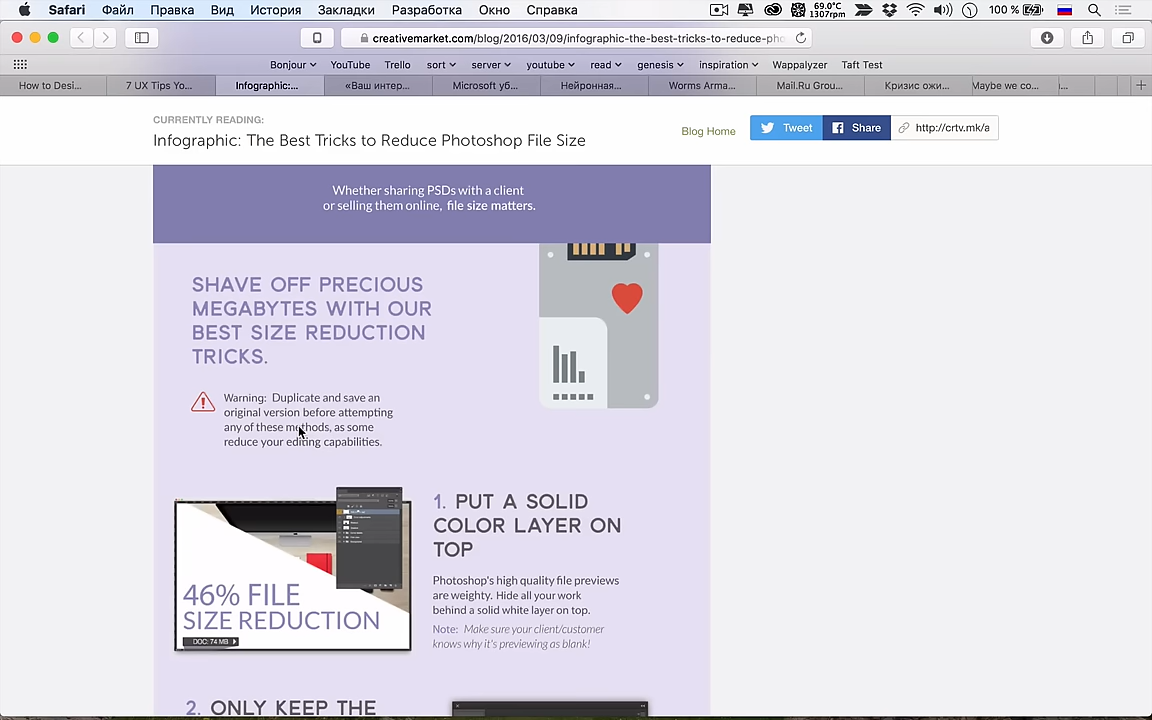 Safari Файл Правка Вид История Закладки Разработка Окно Справка 69.0°C 1307rpm 100 %
creativemarket.com/blog/2016/03/09/infographic-the-best-tricks-to-reduce-pho
Bonjour YouTube Trello sort server youtube read genesis inspiration Wappalyzer Taft Test
How to Desi... 7 UX Tips Yo... Infographic:... «Ваш интер... Microsoft уб... Нейронная... Worms Arma... Mail.Ru Grou... Кризис ожи... Maybe we co...
CURRENTLY READING:
Infographic: The Best Tricks to Reduce Photoshop File Size
Blog Home Tweet Share http://crtv.mk/a
Whether sharing PSDs with a client
or selling them online, file size matters.
SHAVE OFF PRECIOUS
MEGABYTES WITH OUR
BEST SIZE REDUCTION
TRICKS.
Warning: Duplicate and save an
original version before attempting
any of these methods, as some
reduce your editing capabilities.
46% FILE
SIZE REDUCTION
DOC: 74 MB
1. PUT A SOLID
COLOR LAYER ON
TOP
Photoshop's high quality file previews
are weighty. Hide all your work
behind a solid white layer on top.
Note: Make sure your client/customer
knows why it's previewing as blank!
2. ONLY KEEP THE